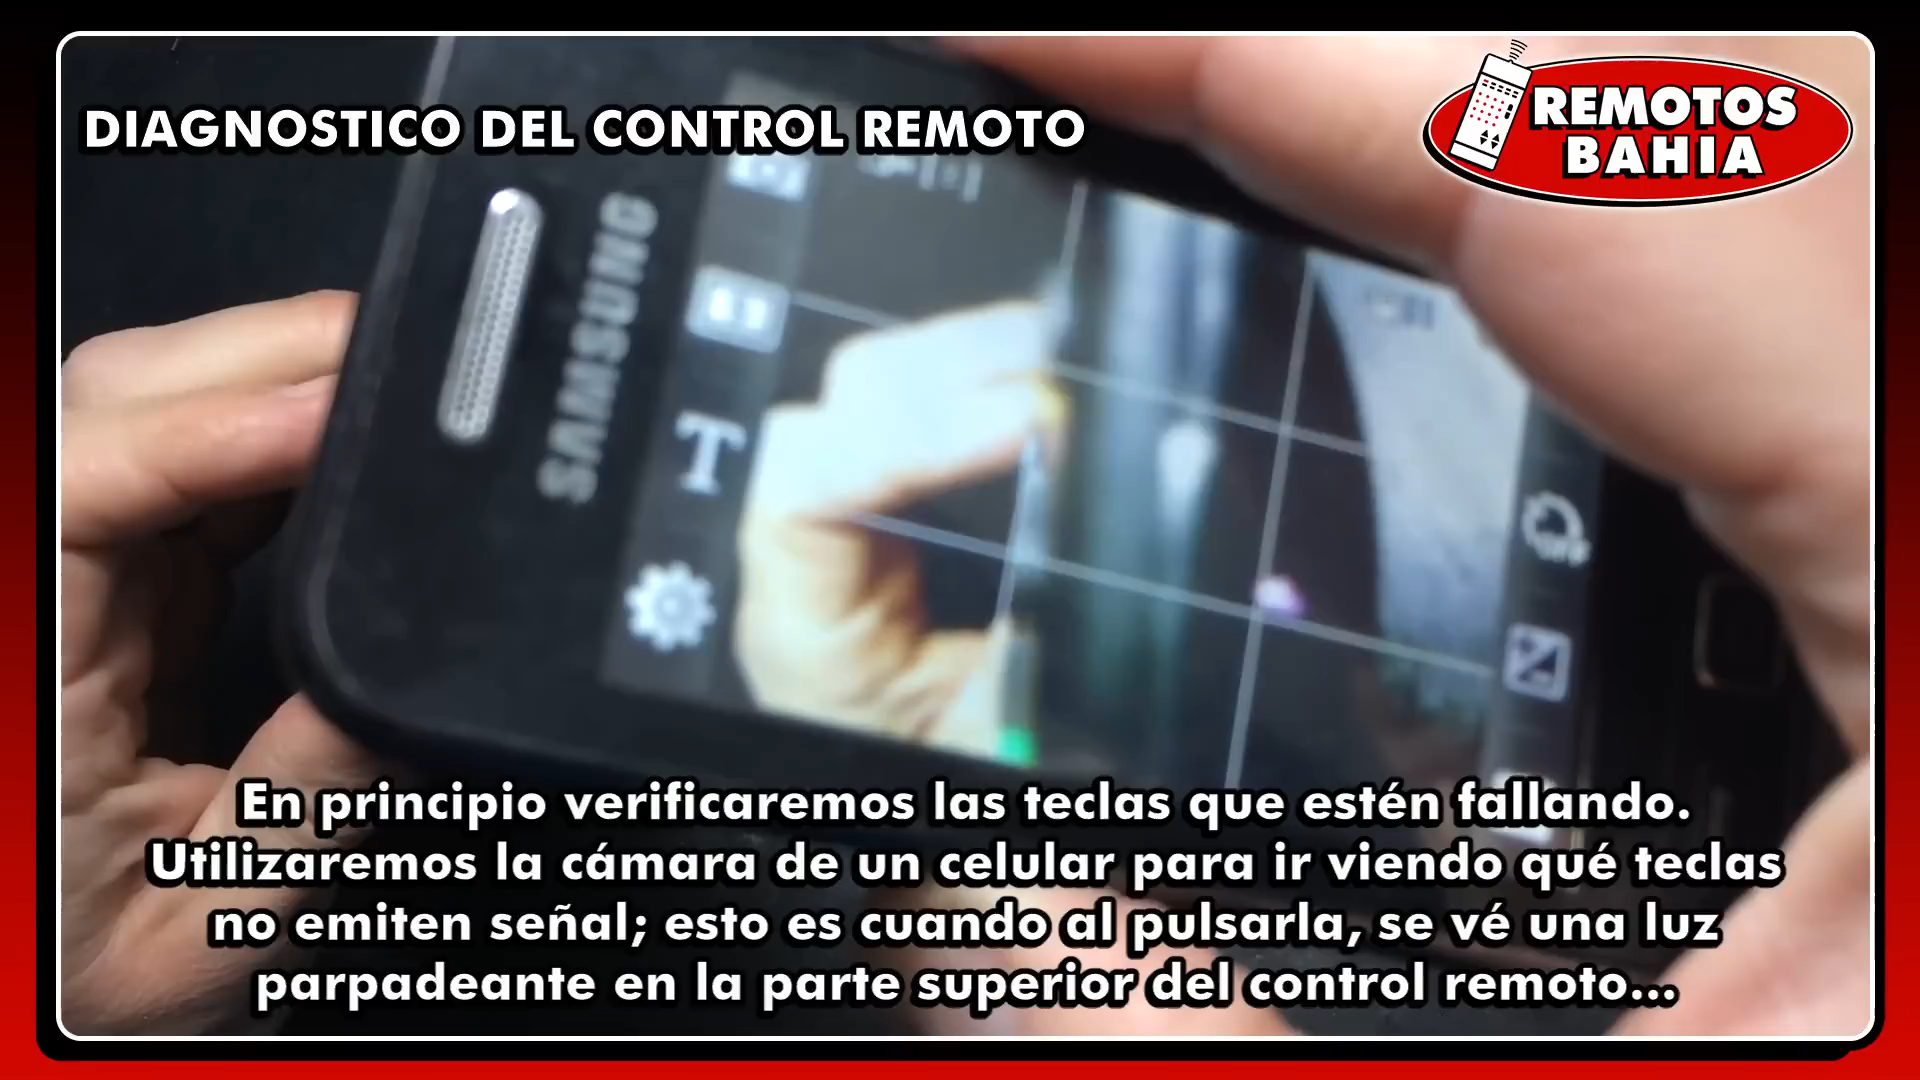 DIAGNOSTICO DEL CONTROL REMOTO
REMOTOS
BAHIA
SAMSUNG
T
En principio verificaremos las teclas que estén fallando.
Utilizaremos la cámara de un celular para ir viendo qué teclas
no emiten señal; esto es cuando al pulsarla, se vé una luz
parpadeante en la parte superior del control remoto...